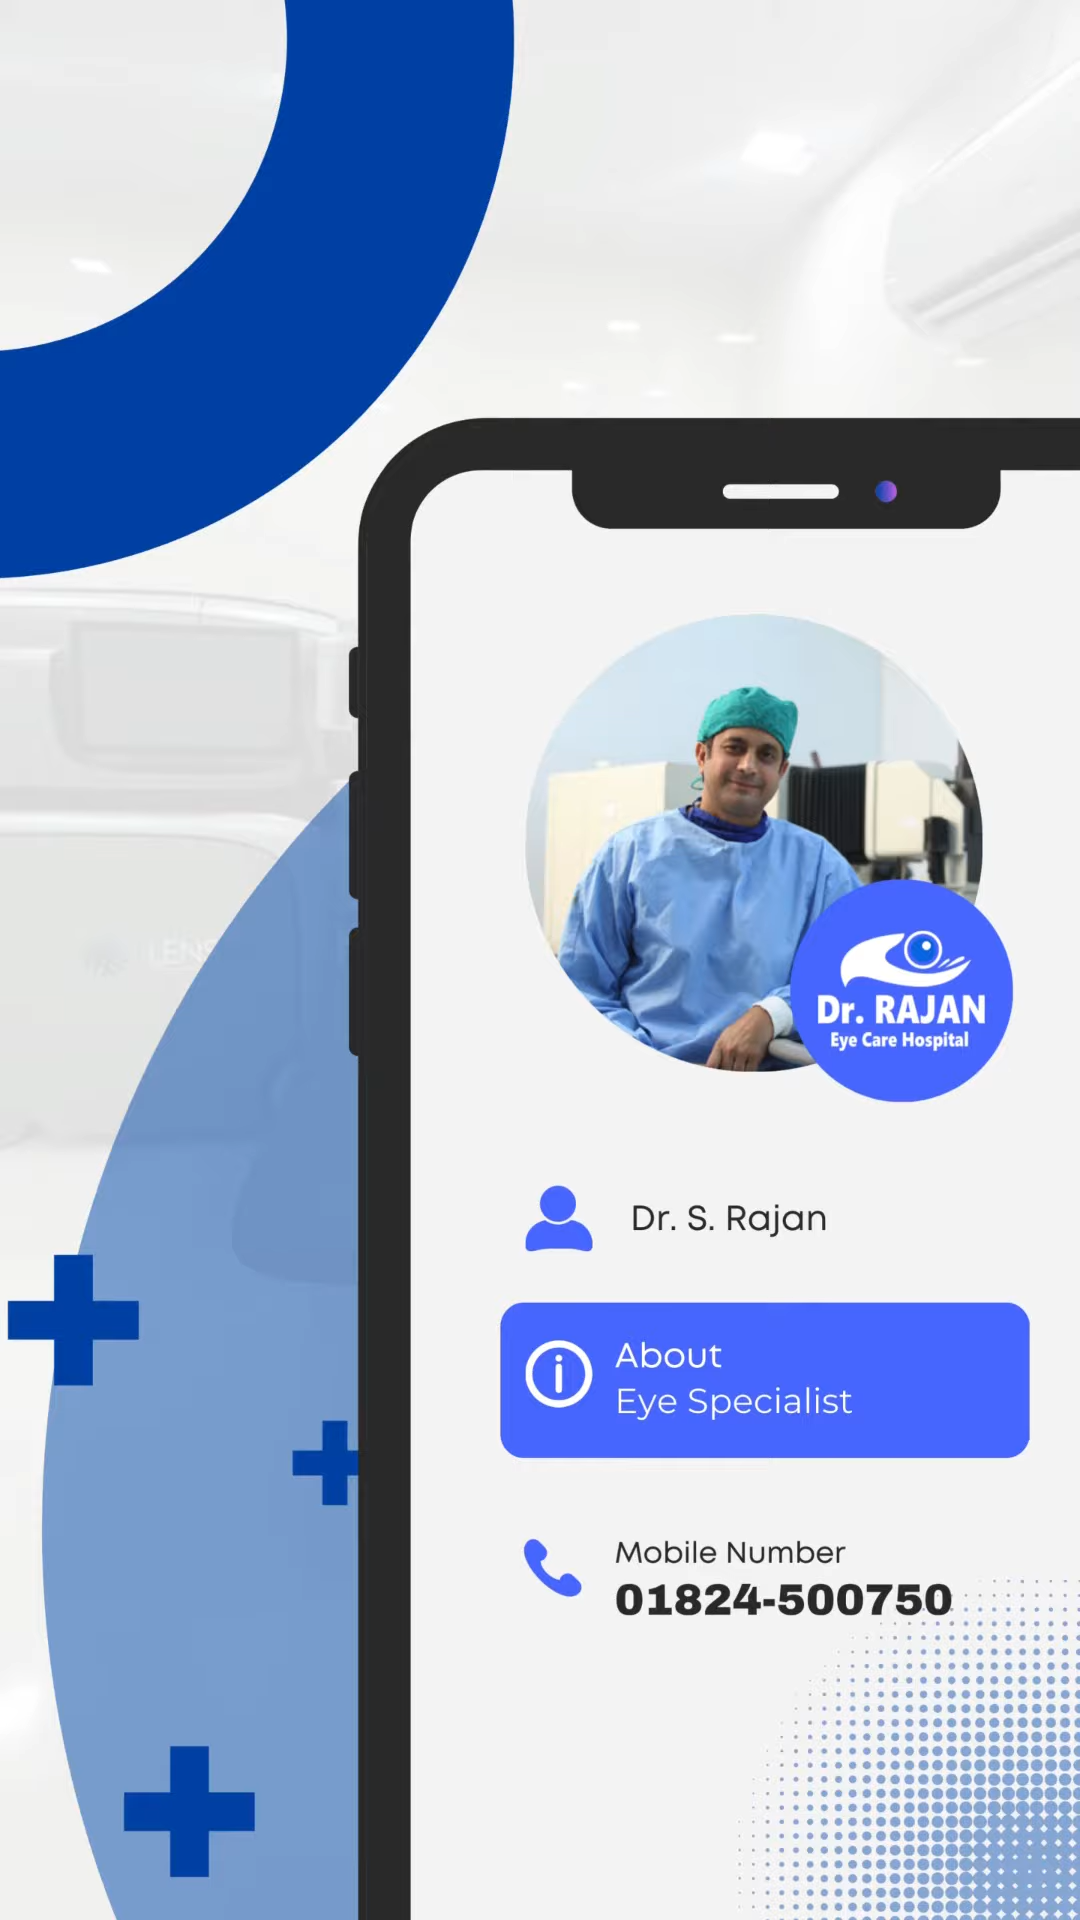 Dr. RAJAN
Eye Care Hospital
Dr. S. Rajan
About
Eye Specialist
Mobile Number
01824-500750